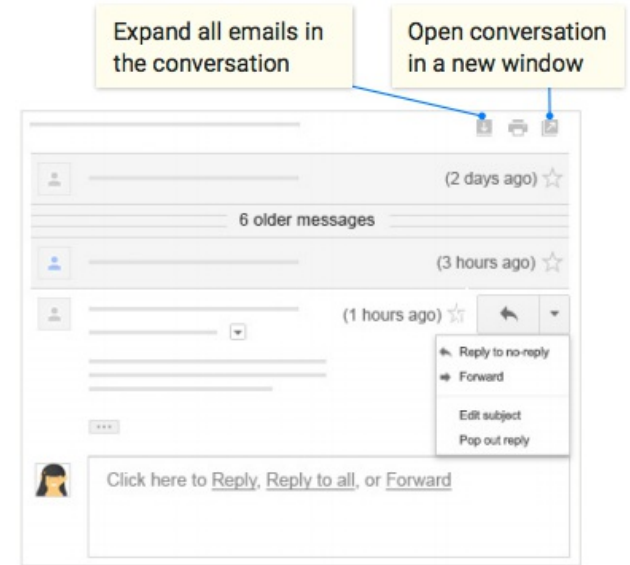 Expand all emails in
the conversation
Open conversation
in a new window
(2 days ago)
6 older messages
(3 hours ago)
(1 hours ago)
Reply to no-reply
Forward
Edit subject
Pop out reply
Click here to Reply, Reply to all, or Forward